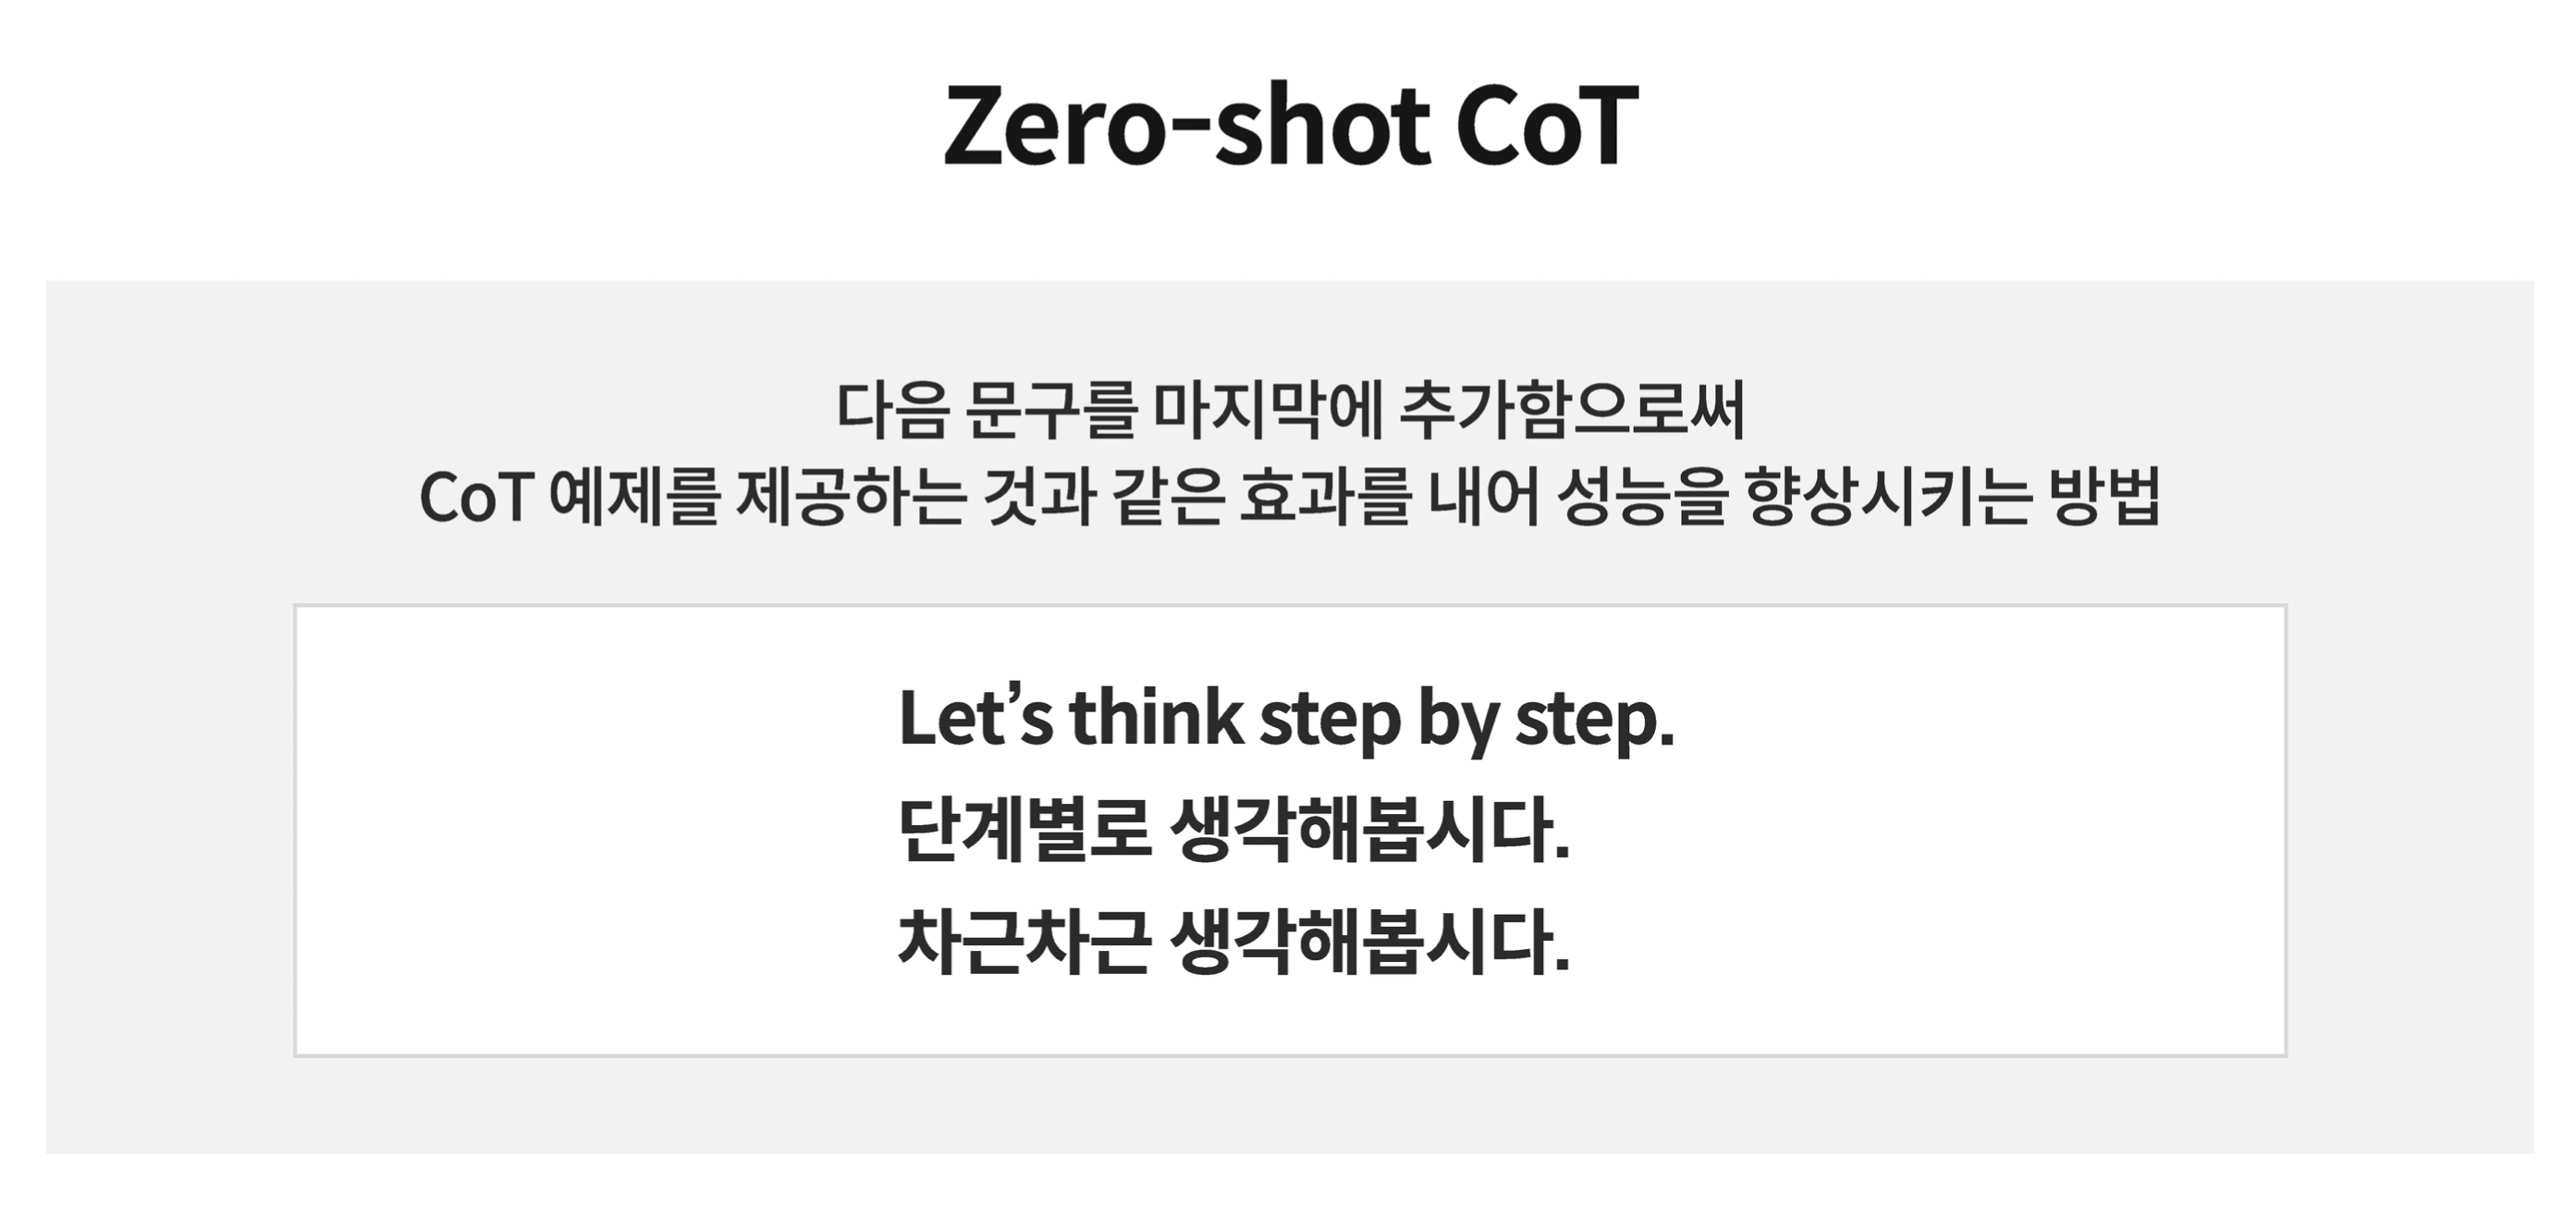 Zero-shot CoT
다음 문구를 마지막에 추가함으로써
CoT 예제를 제공하는 것과 같은 효과를 내어 성능을 향상시키는 방법
Let’s think step by step.
단계별로 생각해봅시다.
차근차근 생각해봅시다.